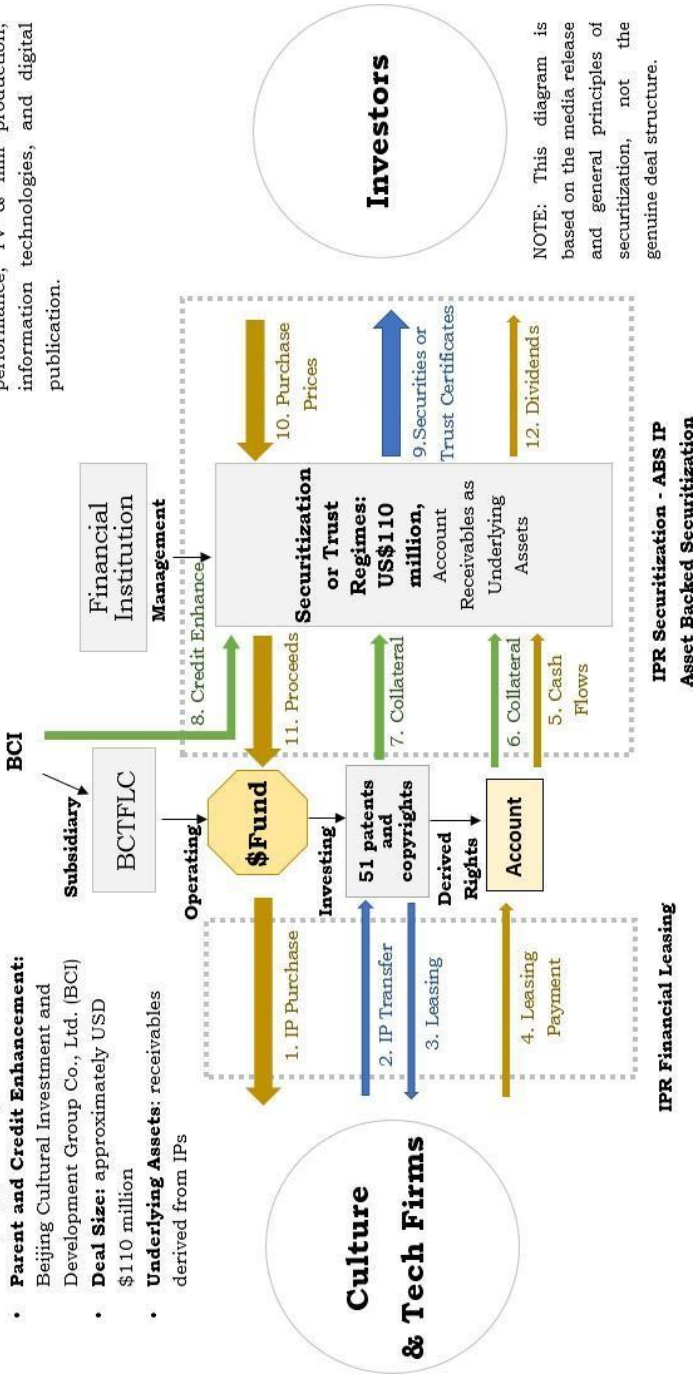 • Parent and Credit Enhancement:
Beijing Cultural Investment and
Development Group Co., Ltd. (BCI)
• Deal Size: approximately USD
$110 million
• Underlying Assets: receivables
derived from IPs
BCI
Subsidiary
BCTFLC
Operating
$Fund
Investing
51 patents
and
copyrights
Derived
Rights
Account
Financial
Institution
Management
information technologies, and digital
publication.
Culture
& Tech Firms
1. IP Purchase
2. IP Transfer
3. Leasing
4. Leasing
Payment
IPR Financial Leasing
8. Credit Enhance
11. Proceeds
7. Collateral
6. Collateral
5. Cash
Flows
Securitization
or Trust
Regimes:
US$110
million,
Account
Receivables as
Underlying
Assets
10. Purchase
Prices
9.Securities or
Trust Certificates
12. Dividends
IPR Securitization - ABS IP
Asset Backed Securitization
Investors
NOTE: This diagram is
based on the media release
and general principles of
securitization, not the
genuine deal structure.